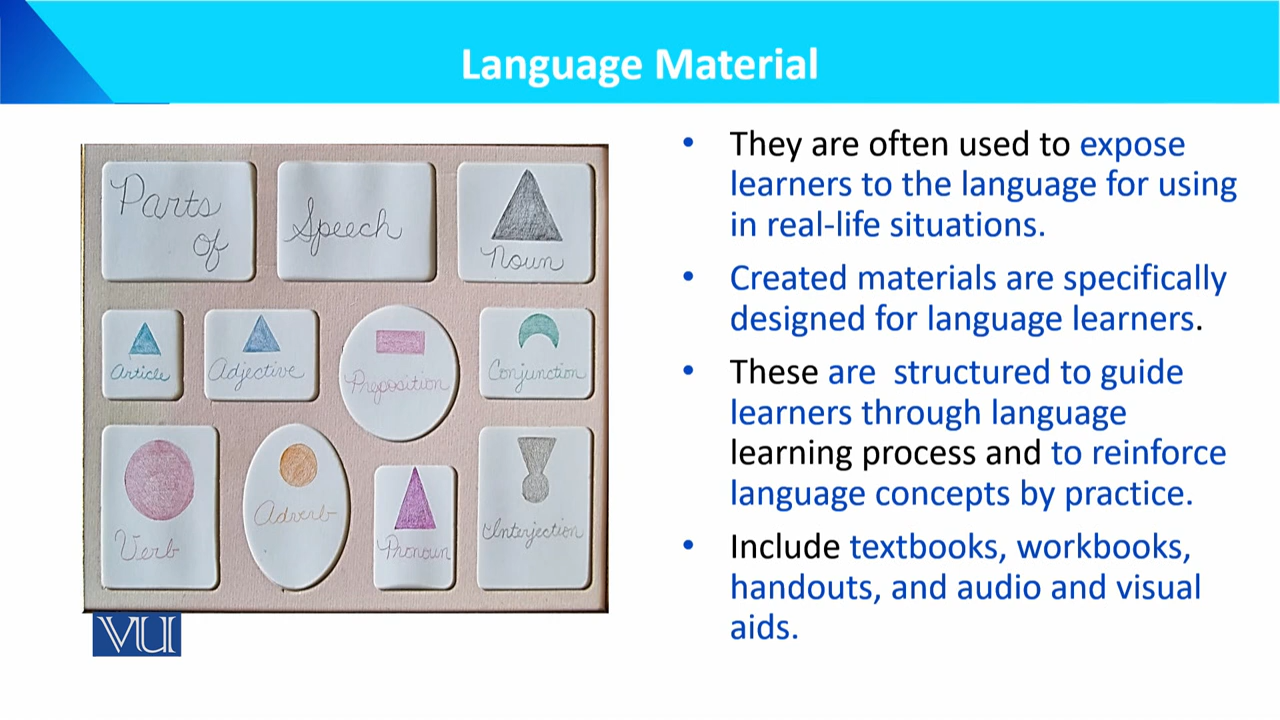 Language Material
Parts
of
Speech
Noun
Article
Adjective
Preposition
Conjunction
Verb
Adverb
Pronoun
Interjection
VU
• They are often used to expose
learners to the language for using
in real-life situations.
• Created materials are specifically
designed for language learners.
• These are structured to guide
learners through language
learning process and to reinforce
language concepts by practice.
• Include textbooks, workbooks,
handouts, and audio and visual
aids.